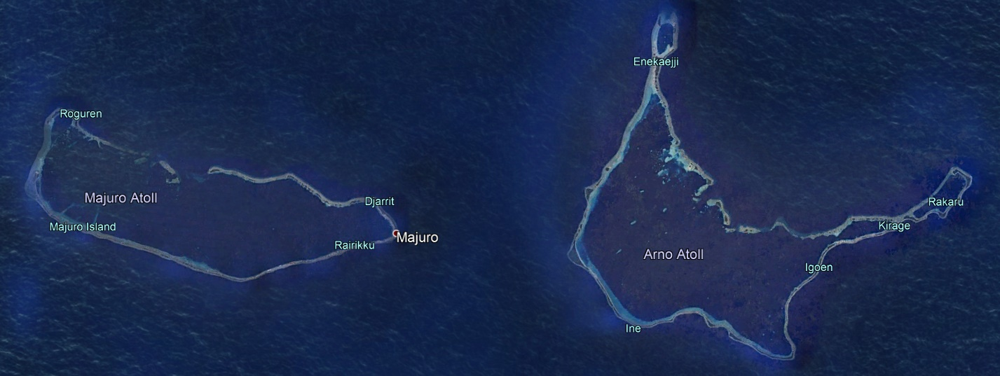 Enekaejji
Roguren
Majuro Atoll
Djarrit
Rakaru
Majuro Island
Kirage
Majuro
Rairikku
Arno Atoll
Igoen
Ine